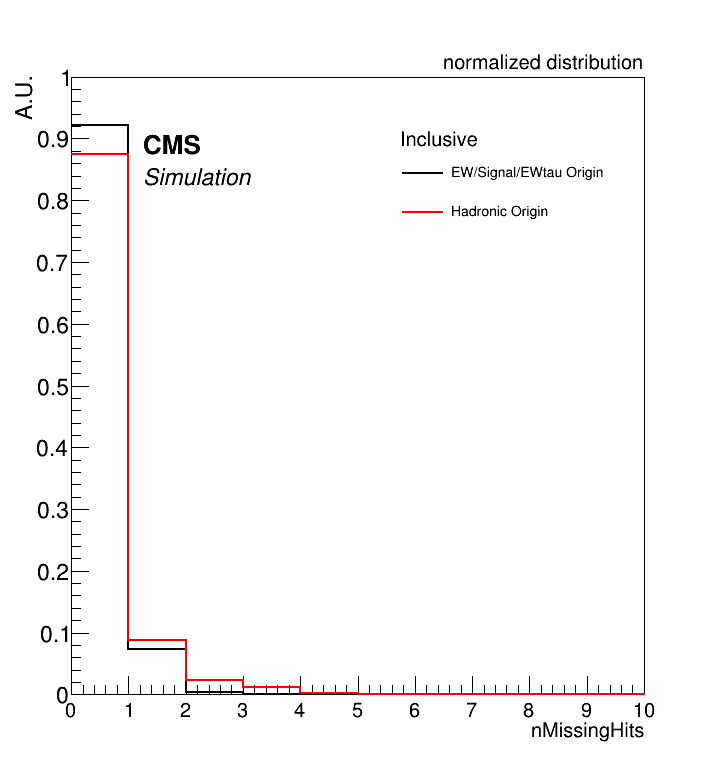 normalized distribution
A.U.
1
0.9
0.8
0.7
0.6
0.5
0.4
0.3
0.2
0.1
0
CMS
Simulation
Inclusive
EW/Signal/EWtau Origin
Hadronic Origin
0 1 2 3 4 5 6 7 8 9 10
nMissingHits